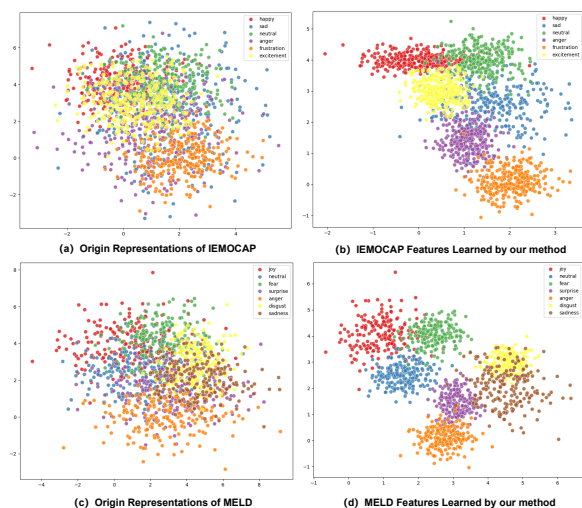 happy
sad
neutral
anger
frustration
excitement
6
4
2
0
−2
−2
0
2
4
(a) Origin Representations of IEMOCAP
happy
sad
neutral
anger
frustration
excitement
5
4
3
2
1
0
−1
−2
−1
0
1
2
3
(b) IEMOCAP Features Learned by our method
joy
neutral
fear
surprise
anger
disgust
sadness
8
6
4
2
0
−2
−4
−2
0
2
4
6
8
(c) Origin Representations of MELD
joy
neutral
fear
surprise
anger
disgust
sadness
7
6
5
4
3
2
1
0
−1
−1
0
1
2
3
4
5
6
(d) MELD Features Learned by our method